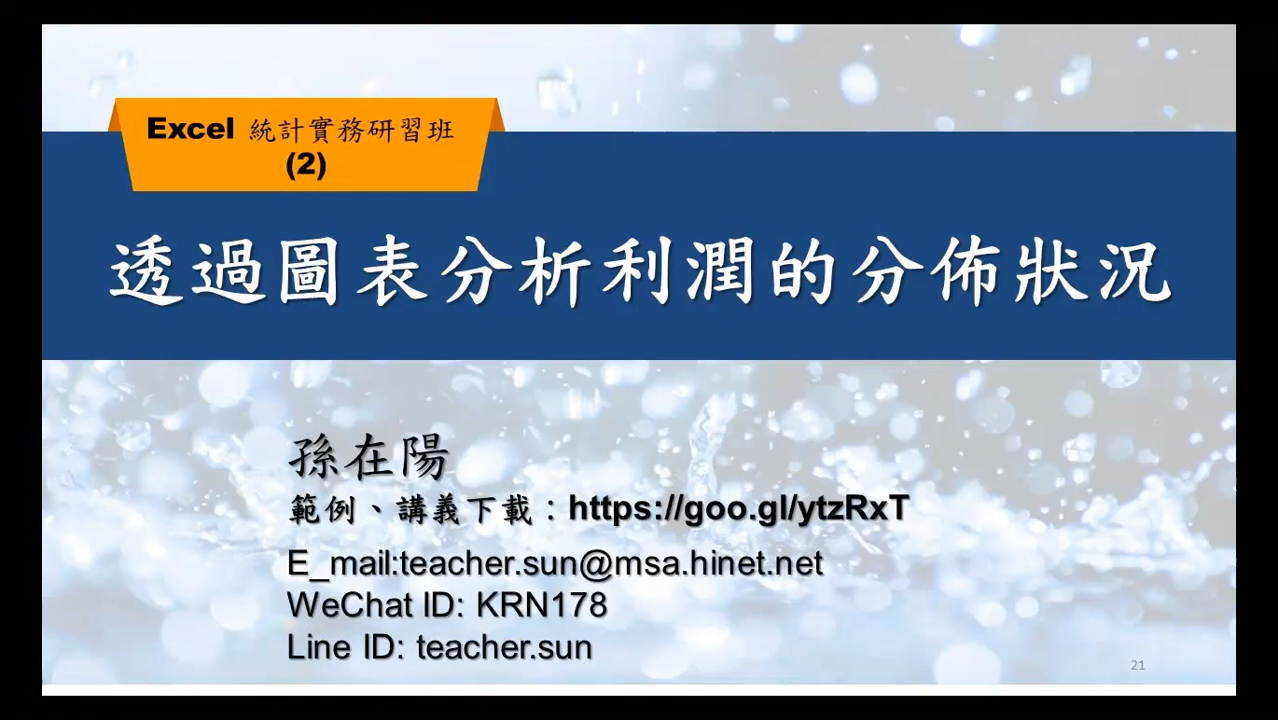 Excel 統計實務研習班
(2)
透過圖表分析利潤的分佈狀況
孫在陽
範例、講義下載：https://goo.gl/ytzRxT
E_mail:teacher.sun@msa.hinet.net
WeChat ID: KRN178
Line ID: teacher.sun
21